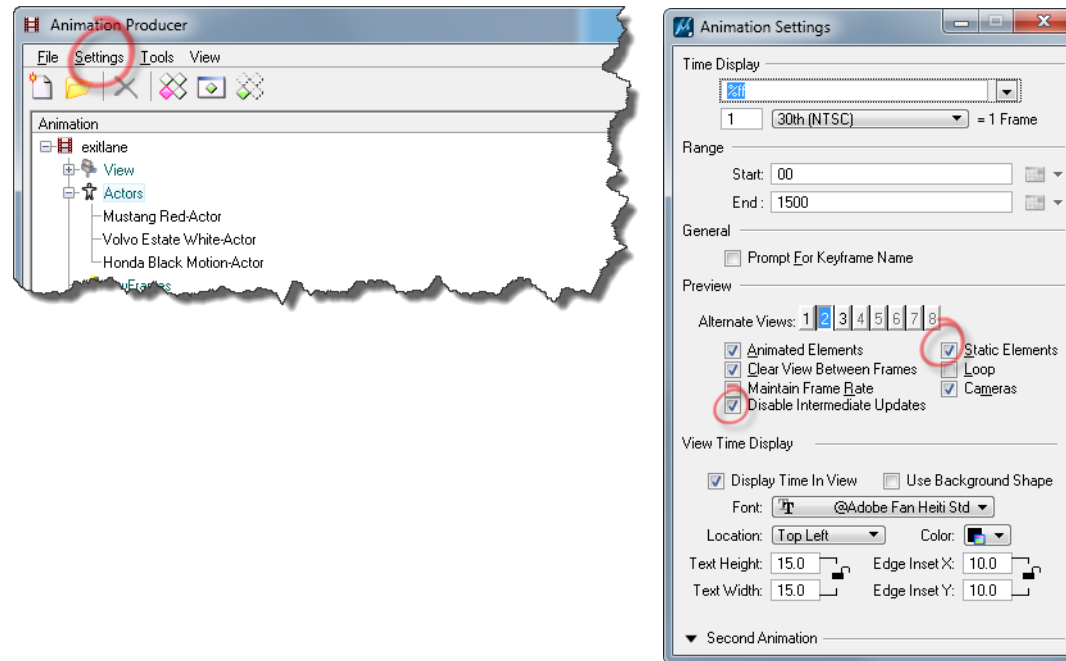 Animation Producer
File Settings Tools View
Animation
exitlane
View
Actors
Mustang Red-Actor
Volvo Estate White-Actor
Honda Black Motion-Actor
Animation Settings
Time Display
%ff
1 30th (NTSC) = 1 Frame
Range
Start: 00
End : 1500
General
Prompt For Keyframe Name
Preview
Alternate Views: 1 2 3 4 5 6 7 8
Animated Elements Static Elements
Clear View Between Frames Loop
Maintain Frame Rate Cameras
Disable Intermediate Updates
View Time Display
Display Time In View Use Background Shape
Font: @Adobe Fan Heiti Std
Location: Top Left Color:
Text Height: 15.0 Edge Inset X: 10.0
Text Width: 15.0 Edge Inset Y: 10.0
Second Animation